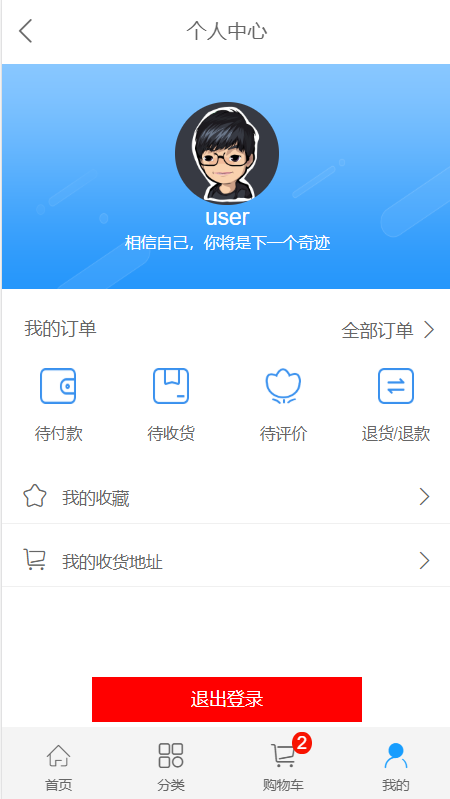 个人中心
user
相信自己，你将是下一个奇迹
我的订单 全部订单
待付款 待收货 待评价 退货/退款
我的收藏
我的收货地址
退出登录
2
首页 分类 购物车 我的